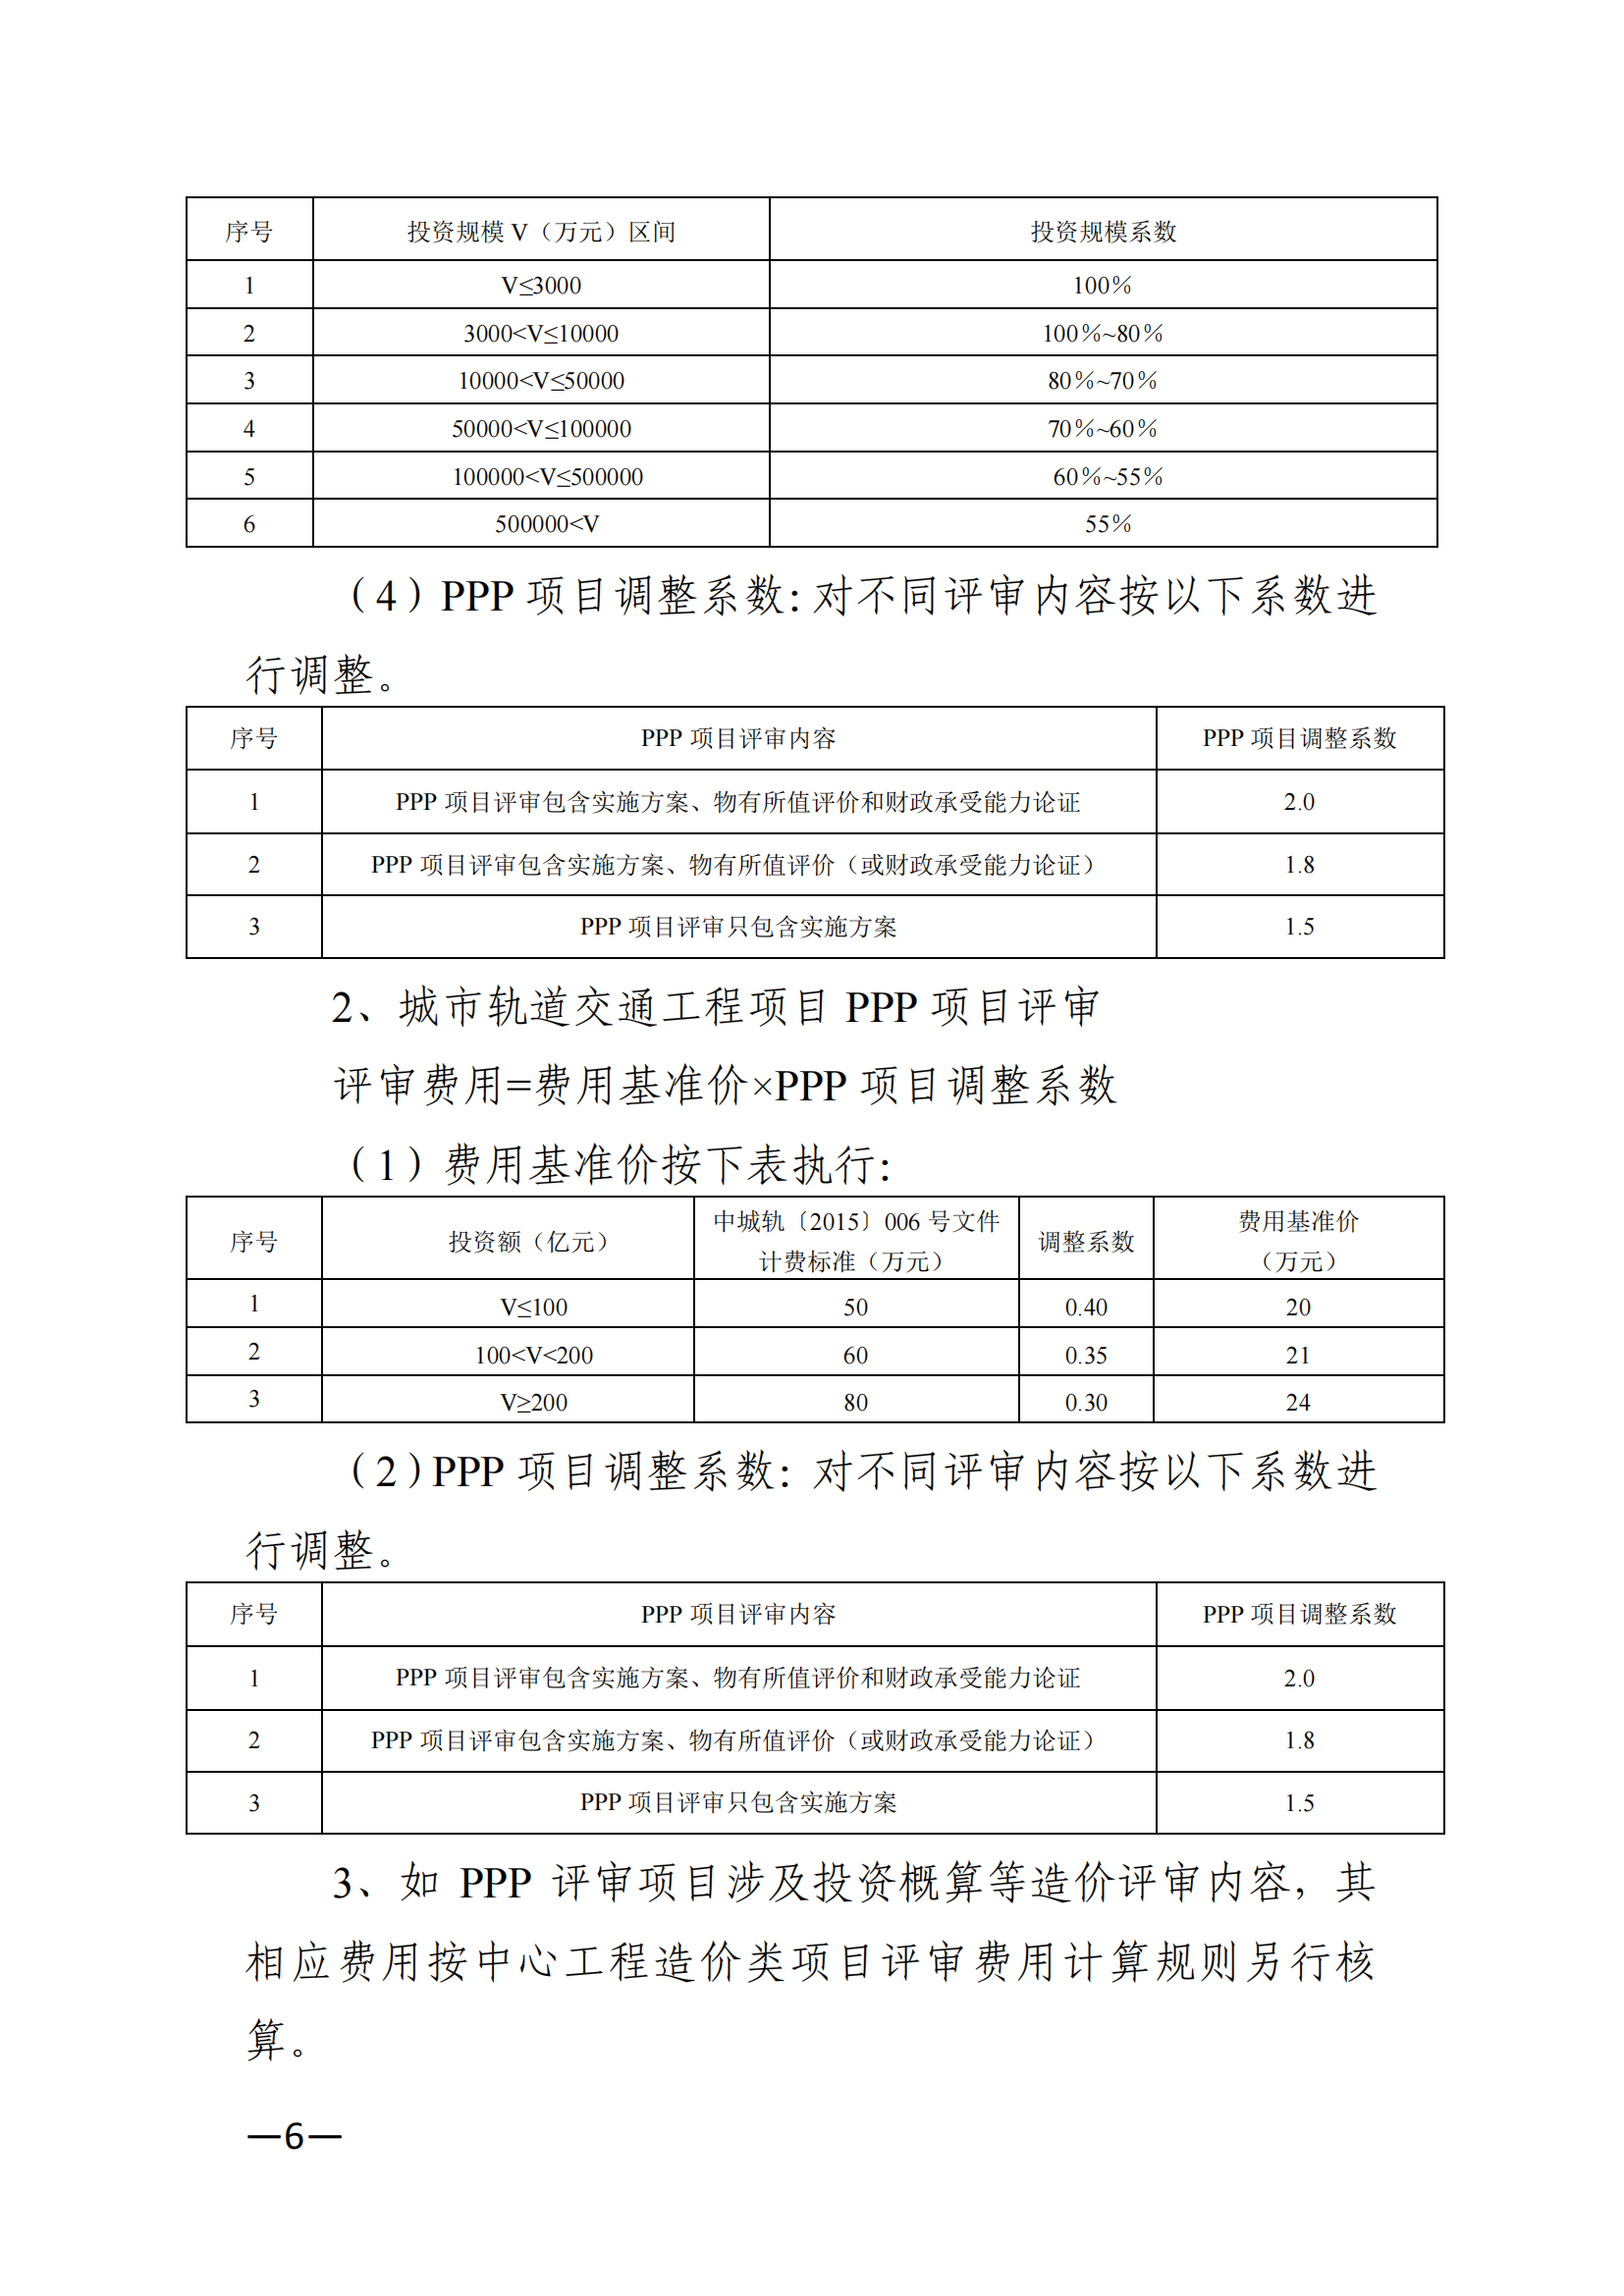 序号 投资规模 V（万元）区间 投资规模系数
1 V≤3000 100％
2 3000<V≤10000 100％~80％
3 10000<V≤50000 80％~70％
4 50000<V≤100000 70％~60％
5 100000<V≤500000 60％~55％
6 500000<V 55％
（4）PPP 项目调整系数：对不同评审内容按以下系数进
行调整。
序号 PPP 项目评审内容 PPP 项目调整系数
1 PPP 项目评审包含实施方案、物有所值评价和财政承受能力论证 2.0
2 PPP 项目评审包含实施方案、物有所值评价（或财政承受能力论证） 1.8
3 PPP 项目评审只包含实施方案 1.5
2、城市轨道交通工程项目 PPP 项目评审
评审费用=费用基准价×PPP 项目调整系数
（1）费用基准价按下表执行：
序号 投资额（亿元） 中城轨〔2015〕006 号文件 计费标准（万元） 调整系数 费用基准价 （万元）
1 V≤100 50 0.40 20
2 100<V<200 60 0.35 21
3 V≥200 80 0.30 24
（2）PPP 项目调整系数：对不同评审内容按以下系数进
行调整。
序号 PPP 项目评审内容 PPP 项目调整系数
1 PPP 项目评审包含实施方案、物有所值评价和财政承受能力论证 2.0
2 PPP 项目评审包含实施方案、物有所值评价（或财政承受能力论证） 1.8
3 PPP 项目评审只包含实施方案 1.5
3、如 PPP 评审项目涉及投资概算等造价评审内容，其
相应费用按中心工程造价类项目评审费用计算规则另行核
算。
—6—